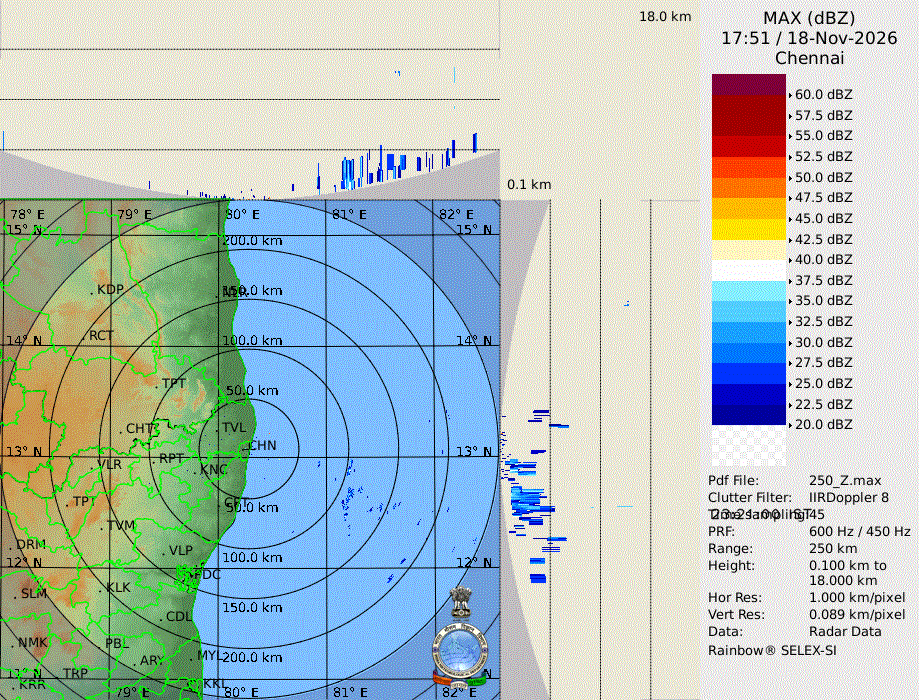 18.0 km
MAX (dBZ)
17:51 / 18-Nov-2026
Chennai
60.0 dBZ
57.5 dBZ
55.0 dBZ
52.5 dBZ
50.0 dBZ
47.5 dBZ
45.0 dBZ
42.5 dBZ
40.0 dBZ
37.5 dBZ
35.0 dBZ
32.5 dBZ
30.0 dBZ
27.5 dBZ
25.0 dBZ
22.5 dBZ
20.0 dBZ
0.1 km
78° E 79° E 80° E 81° E 82° E
15° N 15° N
200.0 km
KDP 150.0 km
RCT
14° N 100.0 km 14° N
TPT 50.0 km
CHT TVL
CHN
13° N 13° N
VLR RPT KNC
TPT 50.0 km
TVM
DRM VLP 100.0 km
12° N 12° N
PDC
SLM KLK 150.0 km
CDL
NMK PBL
ARY MYL 200.0 km
TRP
KRR KKL
11° N 11° N
79° E 80° E 81° E 82° E
Pdf File: 250_Z.max
Clutter Filter: IIRDoppler 8
Time sampling: 45
PRF: 600 Hz / 450 Hz
Range: 250 km
Height: 0.100 km to
18.000 km
Hor Res: 1.000 km/pixel
Vert Res: 0.089 km/pixel
Data: Radar Data
Rainbow® SELEX-SI